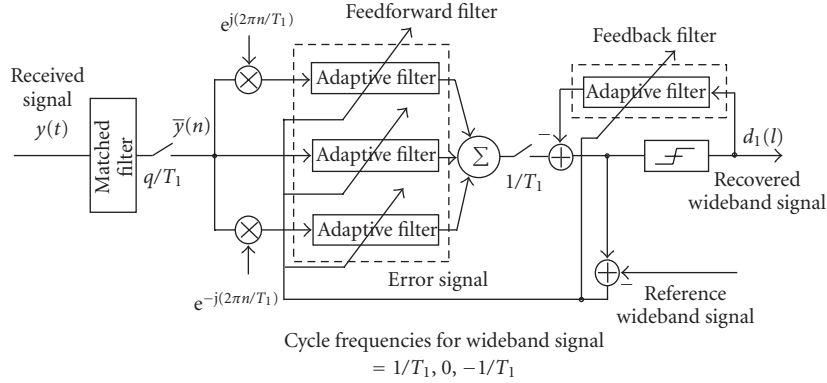 e^{j(2πn/T_1)}
Feedforward filter
Feedback filter
Received
signal
y(t)
Matched
filter
q/T_1
ȳ(n)
Adaptive filter
Adaptive filter
Adaptive filter
Σ
1/T_1
−
Adaptive filter
d_1(l)
Recovered
wideband signal
e^{−j(2πn/T_1)}
Error signal
−
Reference
wideband signal
Cycle frequencies for wideband signal
= 1/T_1, 0, −1/T_1